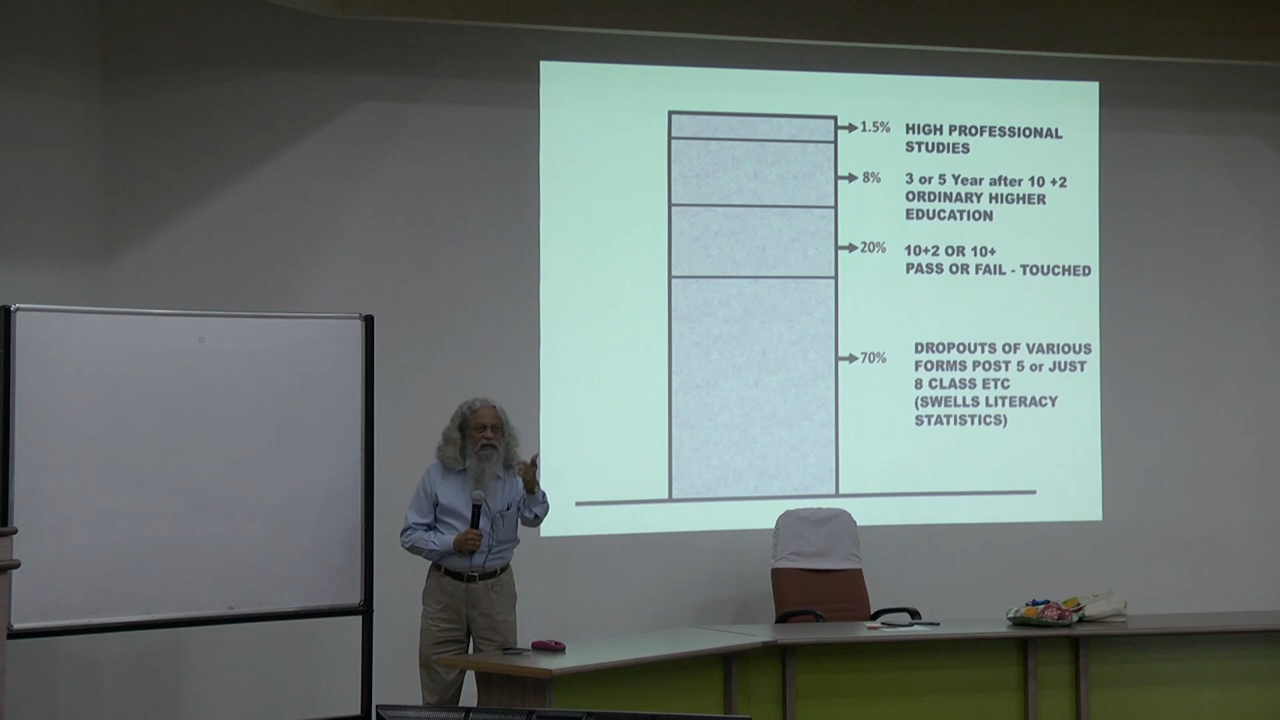 1.5%
HIGH PROFESSIONAL
STUDIES
8%
3 or 5 Year after 10 +2
ORDINARY HIGHER
EDUCATION
20%
10+2 OR 10+
PASS OR FAIL - TOUCHED
70%
DROPOUTS OF VARIOUS
FORMS POST 5 or JUST
8 CLASS ETC
(SWELLS LITERACY
STATISTICS)